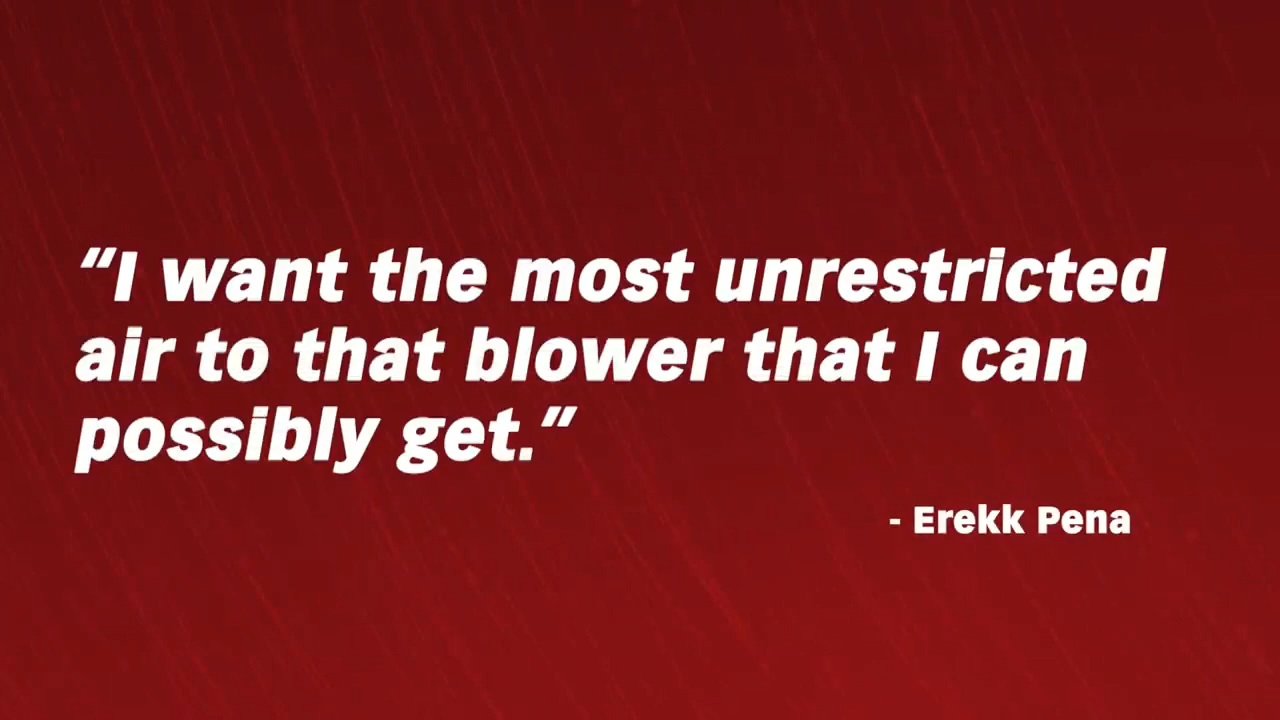 “I want the most unrestricted
air to that blower that I can
possibly get.”
- Erekk Pena